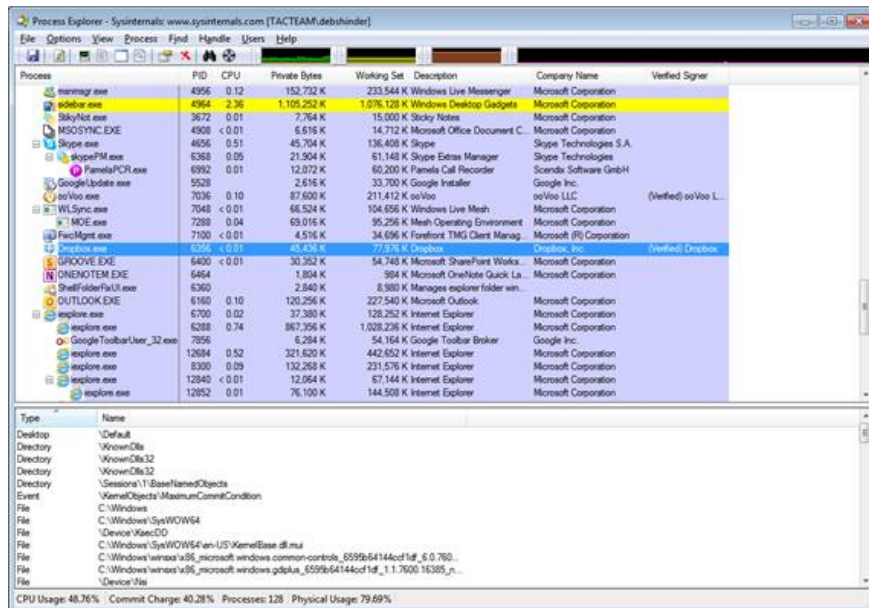 Process Explorer - Sysinternals: www.sysinternals.com [TACTEAM\debshinder]
File Options View Process Find Handle Users Help
Process PID CPU Private Bytes Working Set Description Company Name Verified Signer
msnmsgr.exe 4956 0.12 152,732 K 233,544 K Windows Live Messenger Microsoft Corporation
sidebar.exe 4964 2.36 1,105,252 K 1,076,128 K Windows Desktop Gadgets Microsoft Corporation
StikyNot.exe 3672 0.01 7,764 K 15,000 K Sticky Notes Microsoft Corporation
MSOSYNC.EXE 4908 < 0.01 6,616 K 14,712 K Microsoft Office Document C... Microsoft Corporation
Skype.exe 4656 0.51 45,704 K 136,408 K Skype Skype Technologies S.A.
skypePM.exe 6368 0.05 21,904 K 61,148 K Skype Extras Manager Skype Technologies
PamelaPCR.exe 6992 0.01 12,072 K 60,200 K Pamela Call Recorder Scendix Software GmbH
GoogleUpdate.exe 5528 2,616 K 33,700 K Google Installer Google Inc.
ooVoo.exe 7036 0.10 87,600 K 211,412 K ooVoo ooVoo LLC (Verified) ooVoo L...
WLSync.exe 7048 < 0.01 66,524 K 104,656 K Windows Live Mesh Microsoft Corporation
MOE.exe 7288 0.04 69,016 K 95,256 K Mesh Operating Environment Microsoft Corporation
FwcMgmt.exe 7100 < 0.01 4,516 K 34,696 K Forefront TMG Client Manag... Microsoft (R) Corporation
Dropbox.exe 6356 < 0.01 45,436 K 77,976 K Dropbox Dropbox, Inc. (Verified) Dropbox
GROOVE.EXE 6400 < 0.01 30,352 K 54,748 K Microsoft SharePoint Works... Microsoft Corporation
ONENOTEM.EXE 6464 1,804 K 984 K Microsoft OneNote Quick La... Microsoft Corporation
ShellFolderFixUI.exe 6360 2,840 K 8,980 K Manages explorer folder win...
OUTLOOK.EXE 6160 0.10 120,256 K 227,540 K Microsoft Outlook Microsoft Corporation
iexplore.exe 6700 0.02 37,380 K 128,252 K Internet Explorer Microsoft Corporation
iexplore.exe 6288 0.74 867,356 K 1,028,236 K Internet Explorer Microsoft Corporation
GoogleToolbarUser_32.exe 7856 6,284 K 54,164 K Google Toolbar Broker Google Inc.
iexplore.exe 12684 0.52 321,620 K 442,652 K Internet Explorer Microsoft Corporation
iexplore.exe 8300 0.09 132,268 K 231,576 K Internet Explorer Microsoft Corporation
iexplore.exe 12840 < 0.01 12,064 K 67,144 K Internet Explorer Microsoft Corporation
iexplore.exe 12852 0.01 76,100 K 144,508 K Internet Explorer Microsoft Corporation
Type Name
Desktop \Default
Directory \KnownDlls
Directory \KnownDlls32
Directory \KnownDlls32
Directory \Sessions\1\BaseNamedObjects
Event \KernelObjects\MaximumCommitCondition
File C:\Windows
File C:\Windows\SysWOW64
File \Device\KsecDD
File C:\Windows\SysWOW64\en-US\KernelBase.dll.mui
File C:\Windows\winsxs\x86_microsoft.windows.common-controls_6595b64144ccf1df_6.0.760...
File C:\Windows\winsxs\x86_microsoft.windows.gdiplus_6595b64144ccf1df_1.1.7600.16385_n...
File \Device\Nsi
CPU Usage: 48.76% Commit Charge: 40.28% Processes: 128 Physical Usage: 79.69%